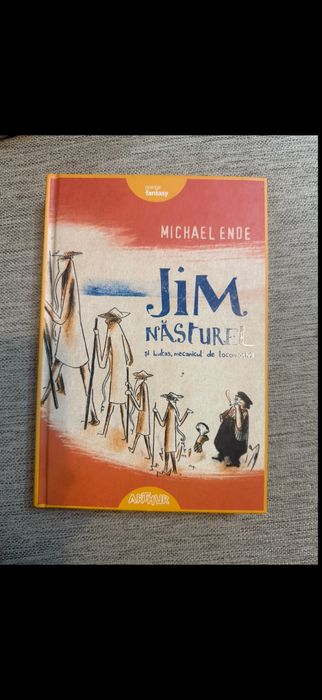 orange
fantasy
MICHAEL ENDE
JiM
NĂSTUREL
și Lukas, mecanicul de locomotivă
ARTHUR